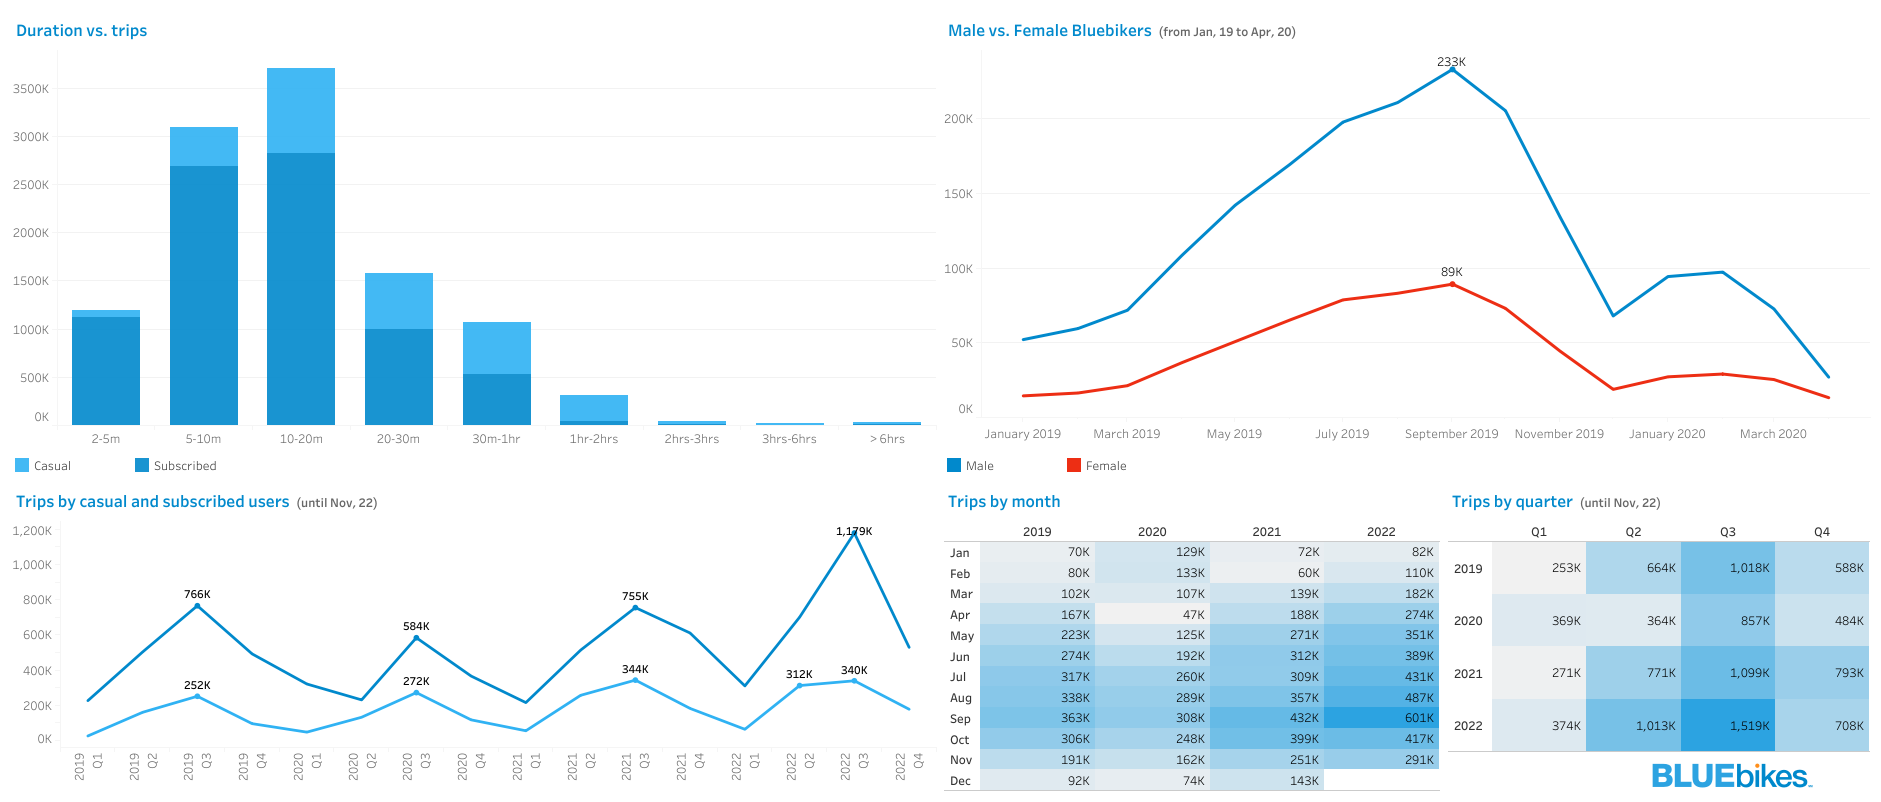 Duration vs. trips
3500K
3000K
2500K
2000K
1500K
1000K
500K
0K
2-5m 5-10m 10-20m 20-30m 30m-1hr 1hr-2hrs 2hrs-3hrs 3hrs-6hrs > 6hrs
Casual Subscribed
Male vs. Female Bluebikers (from Jan, 19 to Apr, 20)
233K
200K
150K
100K
89K
50K
0K
January 2019 March 2019 May 2019 July 2019 September 2019 November 2019 January 2020 March 2020
Male Female
Trips by casual and subscribed users (until Nov, 22)
1,200K
1,000K
800K
600K
400K
200K
0K
766K
252K
584K
272K
755K
344K
312K
1,179K
340K
2019 Q1
2019 Q2
2019 Q3
2019 Q4
2020 Q1
2020 Q2
2020 Q3
2020 Q4
2021 Q1
2021 Q2
2021 Q3
2021 Q4
2022 Q1
2022 Q2
2022 Q3
2022 Q4
Trips by month
2019 2020 2021 2022
Jan 70K 129K 72K 82K
Feb 80K 133K 60K 110K
Mar 102K 107K 139K 182K
Apr 167K 47K 188K 274K
May 223K 125K 271K 351K
Jun 274K 192K 312K 389K
Jul 317K 260K 309K 431K
Aug 338K 289K 357K 487K
Sep 363K 308K 432K 601K
Oct 306K 248K 399K 417K
Nov 191K 162K 251K 291K
Dec 92K 74K 143K
Trips by quarter (until Nov, 22)
Q1 Q2 Q3 Q4
2019 253K 664K 1,018K 588K
2020 369K 364K 857K 484K
2021 271K 771K 1,099K 793K
2022 374K 1,013K 1,519K 708K
BLUEbikes